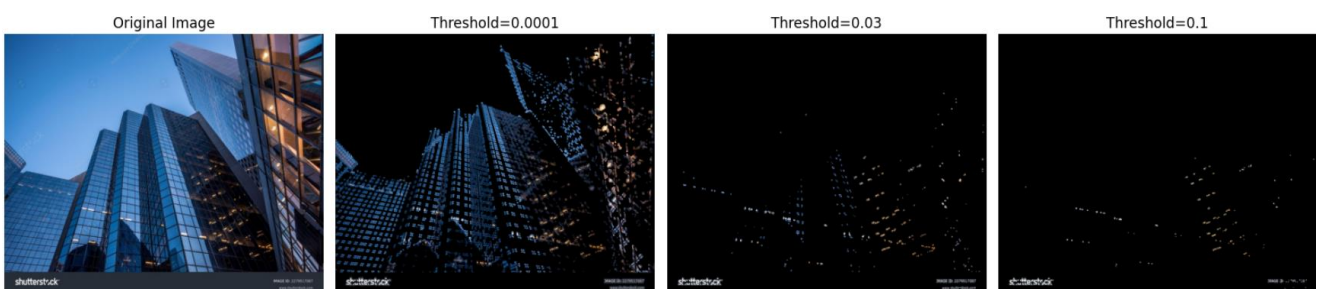 Original Image
Threshold=0.0001
Threshold=0.03
Threshold=0.1
shutterstock
shutterstock
shutterstock
shutterstock